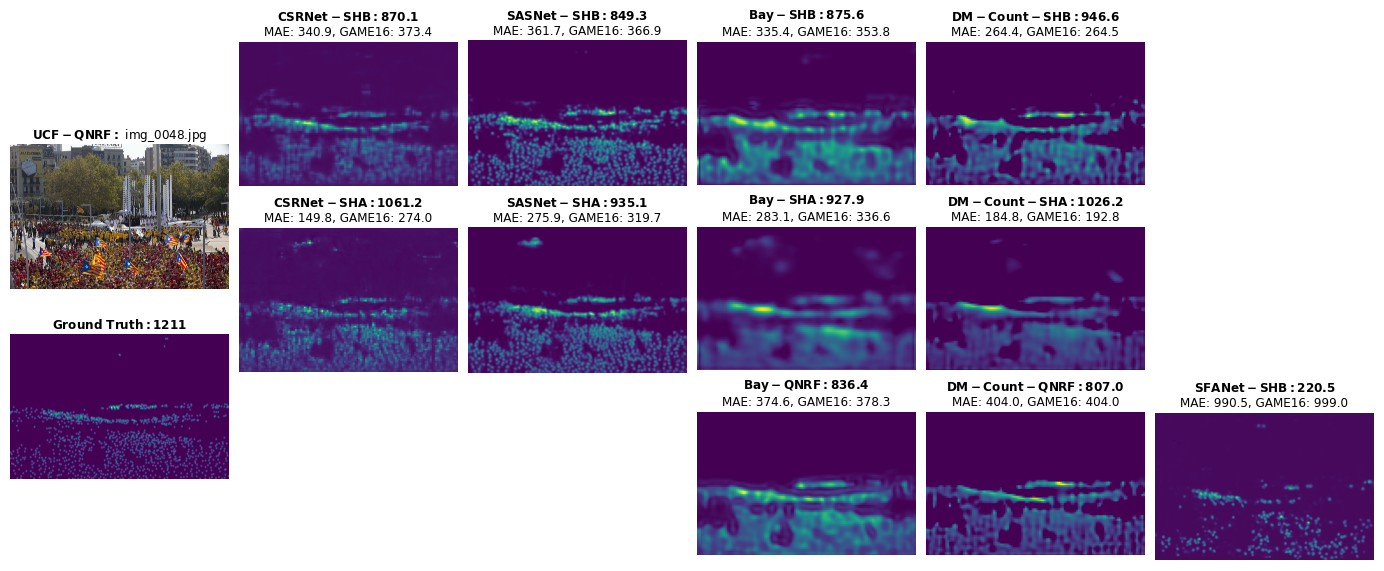 CSRNet − SHB : 870.1
MAE: 340.9, GAME16: 373.4
SASNet − SHB : 849.3
MAE: 361.7, GAME16: 366.9
Bay − SHB : 875.6
MAE: 335.4, GAME16: 353.8
DM − Count − SHB : 946.6
MAE: 264.4, GAME16: 264.5
UCF − QNRF : img_0048.jpg
CSRNet − SHA : 1061.2
MAE: 149.8, GAME16: 274.0
SASNet − SHA : 935.1
MAE: 275.9, GAME16: 319.7
Bay − SHA : 927.9
MAE: 283.1, GAME16: 336.6
DM − Count − SHA : 1026.2
MAE: 184.8, GAME16: 192.8
Ground Truth : 1211
Bay − QNRF : 836.4
MAE: 374.6, GAME16: 378.3
DM − Count − QNRF : 807.0
MAE: 404.0, GAME16: 404.0
SFANet − SHB : 220.5
MAE: 990.5, GAME16: 999.0